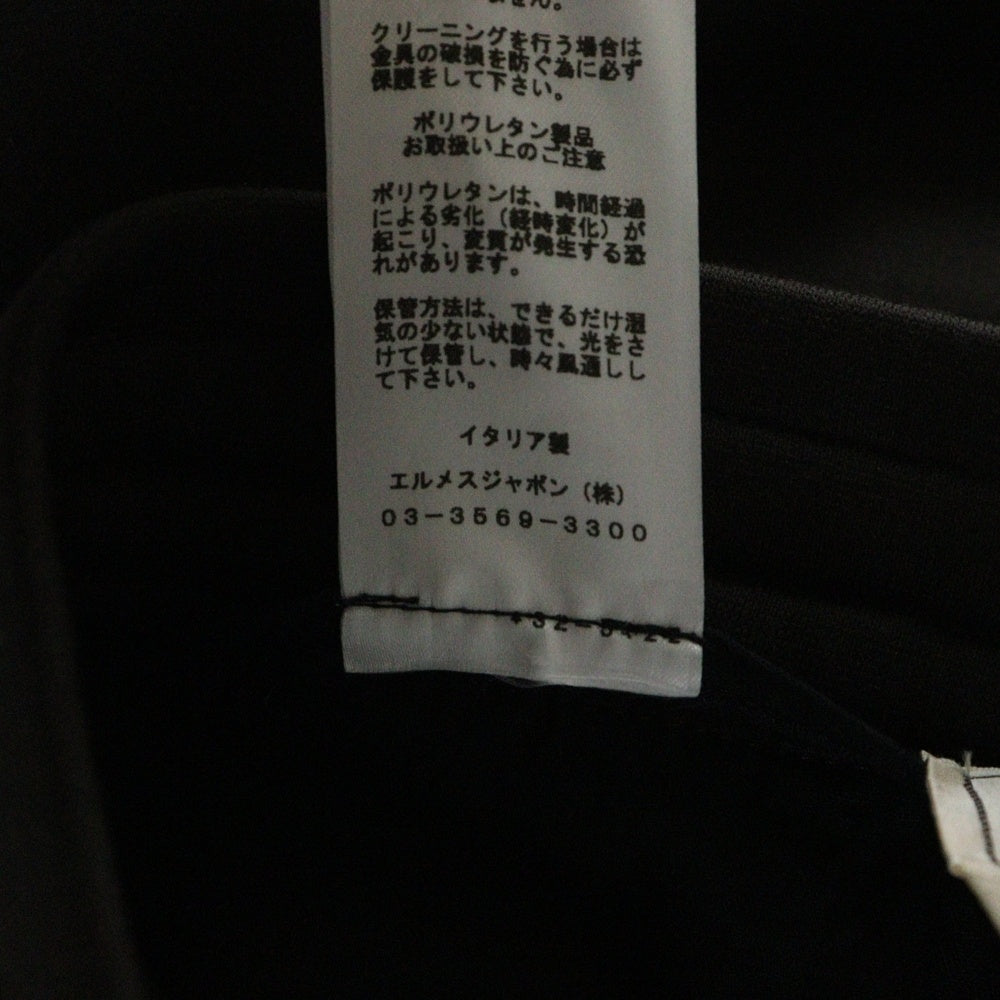 ません。
クリーニングを行う場合は
金具の破損を防ぐ為に必ず
保護をして下さい。
ポリウレタン製品
お取扱い上のご注意
ポリウレタンは、時間経過
による劣化（経時変化）が
起こり、変質が発生する恐
れがあります。
保管方法は、できるだけ湿
気の少ない状態で、光をさ
けて保管し、時々風通しし
て下さい。
イタリア製
エルメスジャポン（株）
03－3569－3300